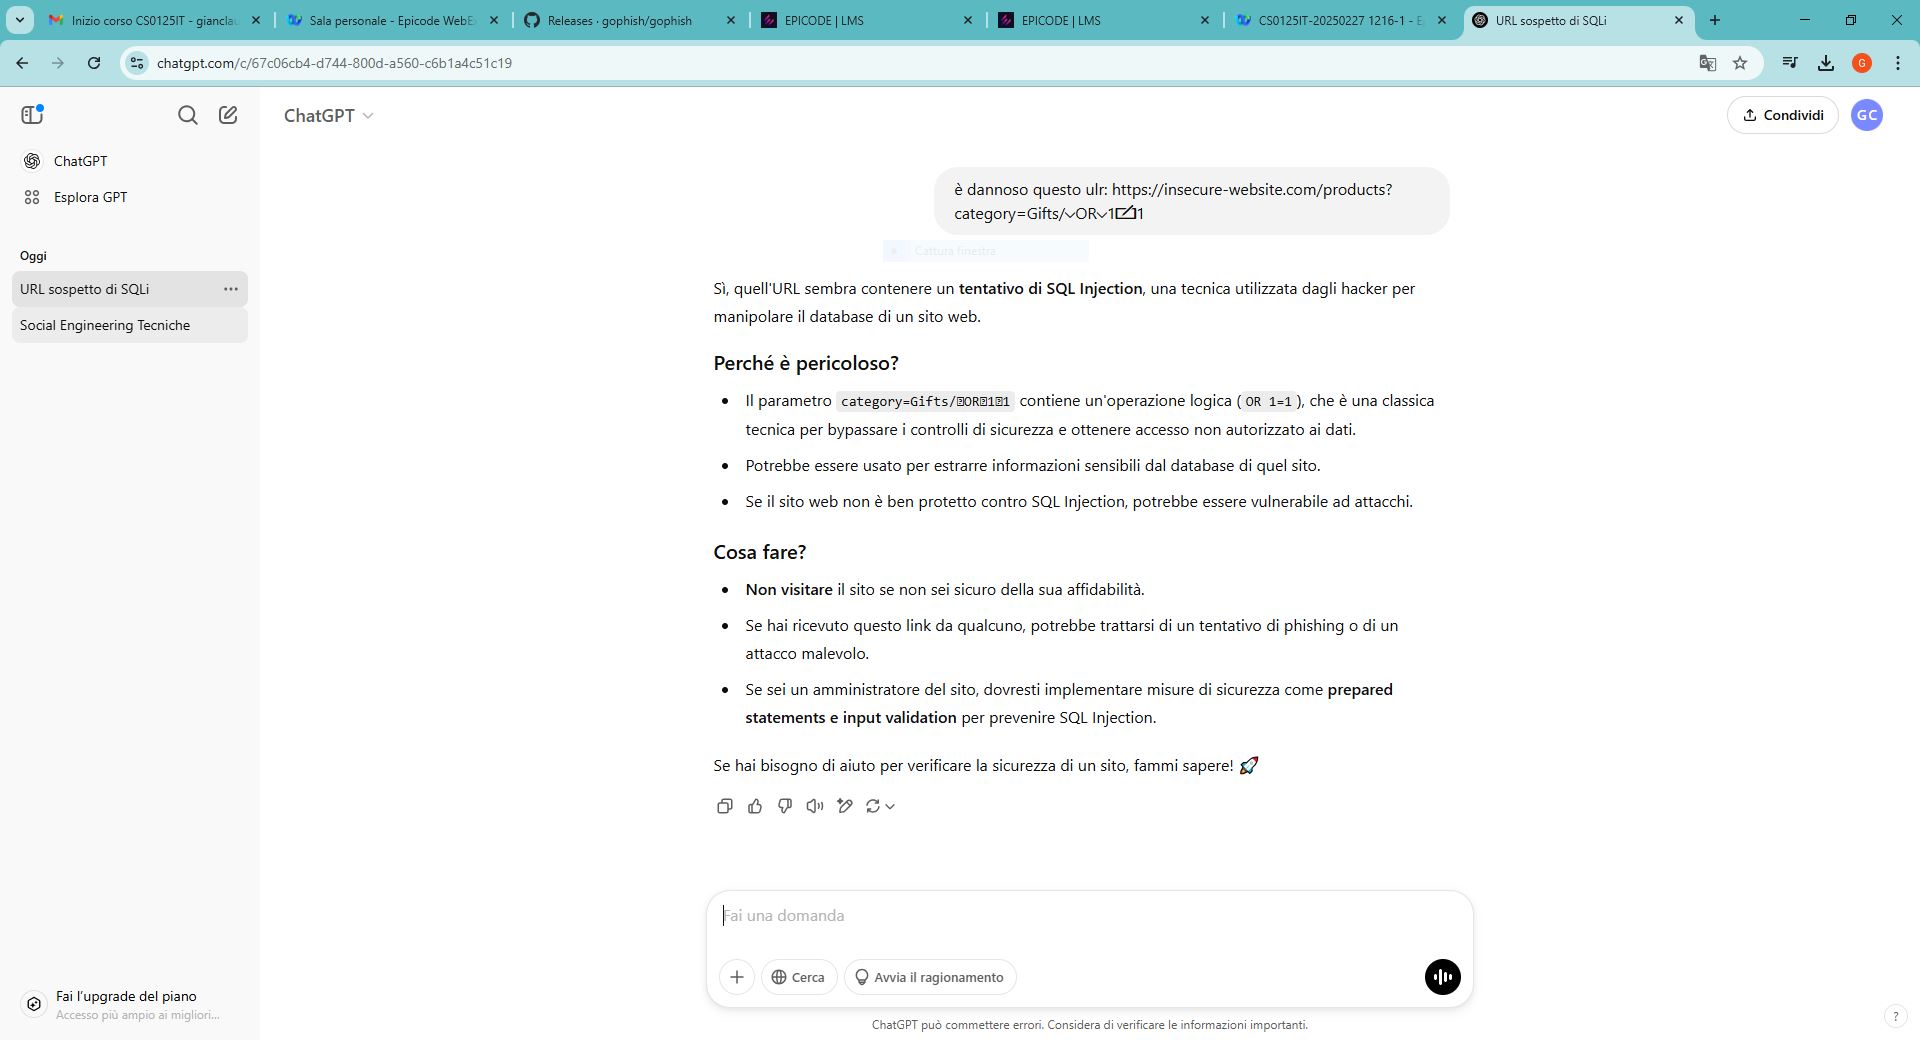 Inizio corso CS0125IT - gianclau
Sala personale - Epicode WebEx
Releases · gophish/gophish
EPICODE | LMS
EPICODE | LMS
CS0125IT-20250227 1216-1 - E
URL sospetto di SQLi
chatgpt.com/c/67c06cb4-d744-800d-a560-c6b1a4c51c19
G
ChatGPT
Condividi
GC
ChatGPT
Esplora GPT
Oggi
URL sospetto di SQLi
Social Engineering Tecniche
è dannoso questo ulr: https://insecure-website.com/products?
category=Gifts/⌵OR⌵1⍁1
Cattura finestra
Sì, quell'URL sembra contenere un tentativo di SQL Injection, una tecnica utilizzata dagli hacker per
manipolare il database di un sito web.
Perché è pericoloso?
Il parametro category=Gifts/⍰OR⍰1⍰1 contiene un'operazione logica ( OR 1=1 ), che è una classica
tecnica per bypassare i controlli di sicurezza e ottenere accesso non autorizzato ai dati.
Potrebbe essere usato per estrarre informazioni sensibili dal database di quel sito.
Se il sito web non è ben protetto contro SQL Injection, potrebbe essere vulnerabile ad attacchi.
Cosa fare?
Non visitare il sito se non sei sicuro della sua affidabilità.
Se hai ricevuto questo link da qualcuno, potrebbe trattarsi di un tentativo di phishing o di un
attacco malevolo.
Se sei un amministratore del sito, dovresti implementare misure di sicurezza come prepared
statements e input validation per prevenire SQL Injection.
Se hai bisogno di aiuto per verificare la sicurezza di un sito, fammi sapere! 🚀
Fai una domanda
Cerca
Avvia il ragionamento
Fai l'upgrade del piano
Accesso più ampio ai migliori...
ChatGPT può commettere errori. Considera di verificare le informazioni importanti.
?